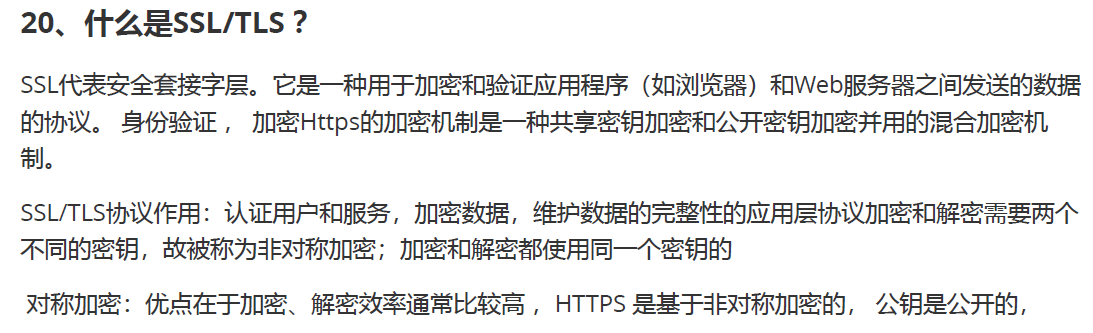 20、什么是SSL/TLS？
SSL代表安全套接字层。它是一种用于加密和验证应用程序（如浏览器）和Web服务器之间发送的数据
的协议。 身份验证 ， 加密Https的加密机制是一种共享密钥加密和公开密钥加密并用的混合加密机
制。
SSL/TLS协议作用：认证用户和服务，加密数据，维护数据的完整性的应用层协议加密和解密需要两个
不同的密钥，故被称为非对称加密；加密和解密都使用同一个密钥的
对称加密：优点在于加密、解密效率通常比较高 ，HTTPS 是基于非对称加密的， 公钥是公开的，